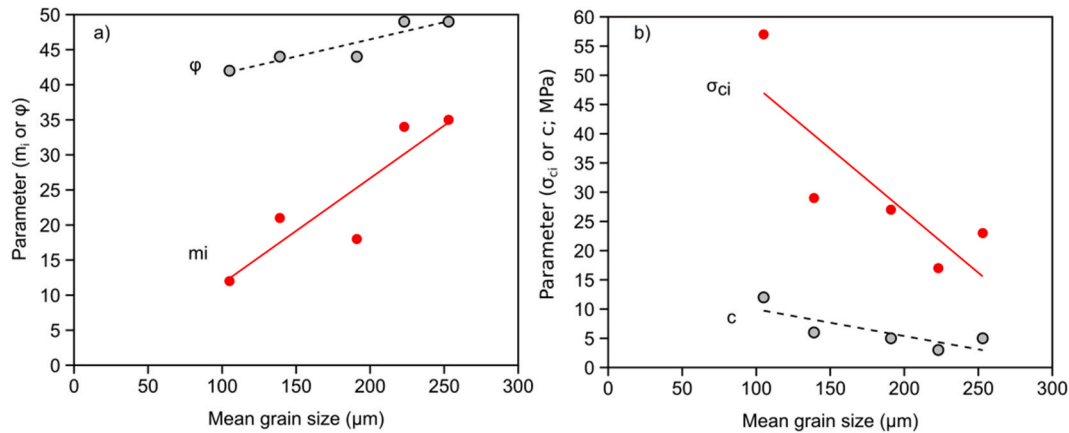 a)
Parameter (mᵢ or φ)
50
45
40
35
30
25
20
15
10
5
0
φ
mi
0 50 100 150 200 250 300
Mean grain size (µm)
b)
Parameter (σci or c; MPa)
60
55
50
45
40
35
30
25
20
15
10
5
0
σci
c
0 50 100 150 200 250 300
Mean grain size (µm)